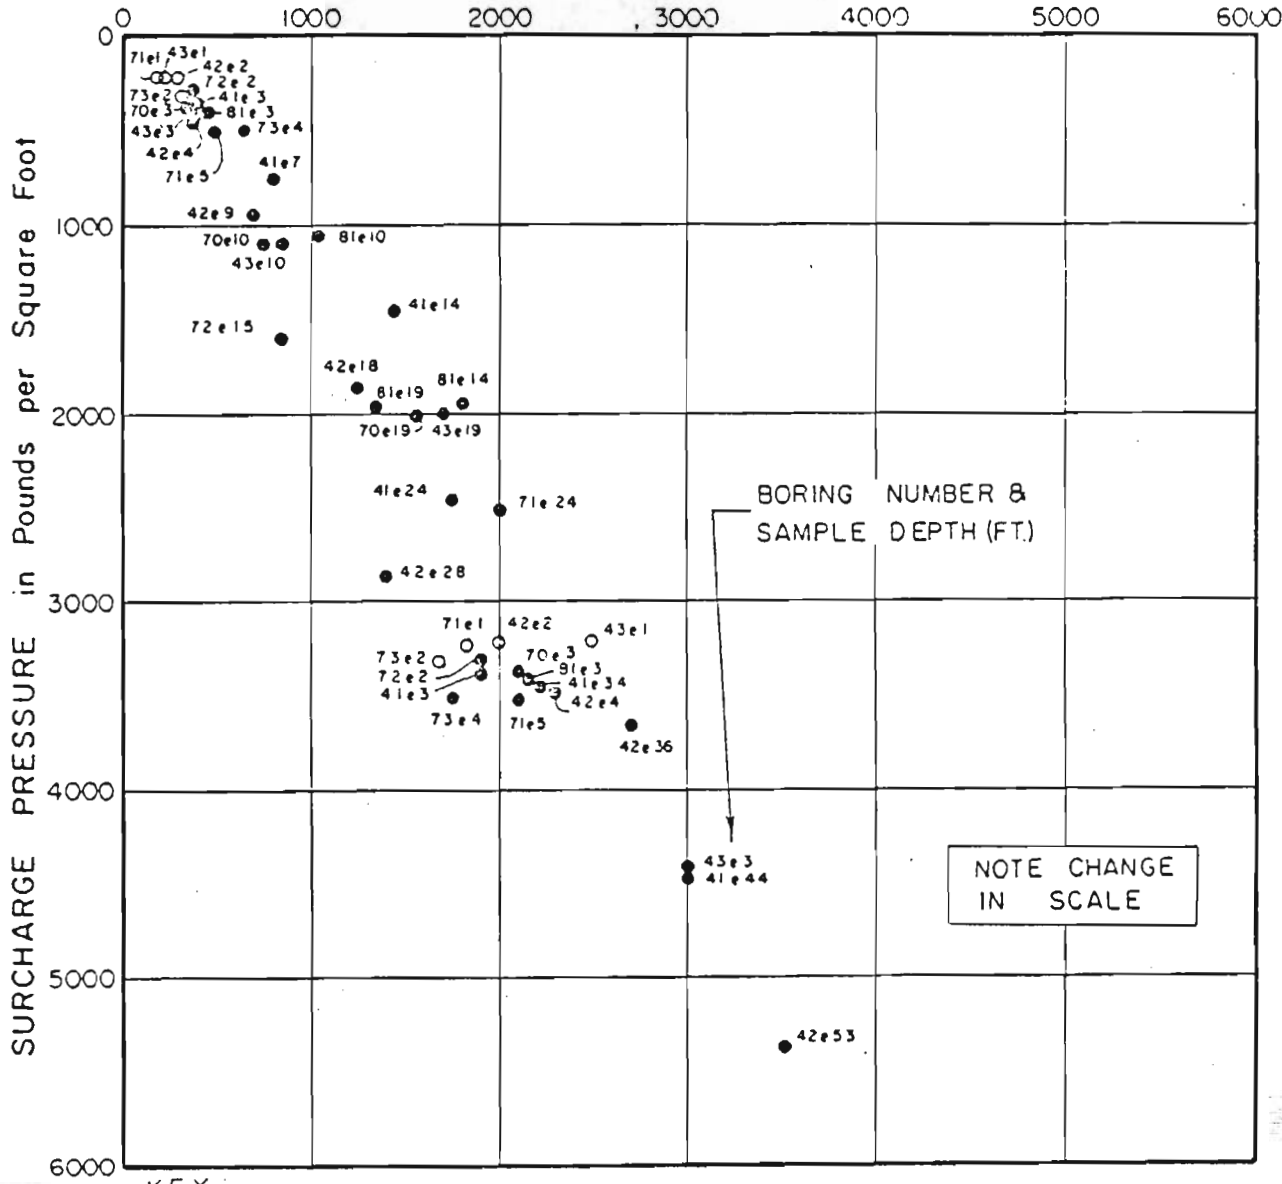 0 1000 2000 3000 4000 5000 6000
0
71e1 43e1
42e2
72e2
73e2
41e3
70e3
81e3
43e3
73e4
42e4
71e5
41e7
42e9
1000
70e10
81e10
43e10
41e14
72e15
42e18
81e19
81e14
2000
70e19 43e19
41e24
71e24
BORING NUMBER &
SAMPLE DEPTH (FT.)
42e28
3000
71e1
42e2
43e1
73e2
70e3
72e2
81e3
41e3
41e34
42e4
73e4
71e5
42e36
4000
43e3
41e44
NOTE CHANGE
IN SCALE
5000
42e53
6000
KEY
SURCHARGE PRESSURE in Pounds per Square Foot